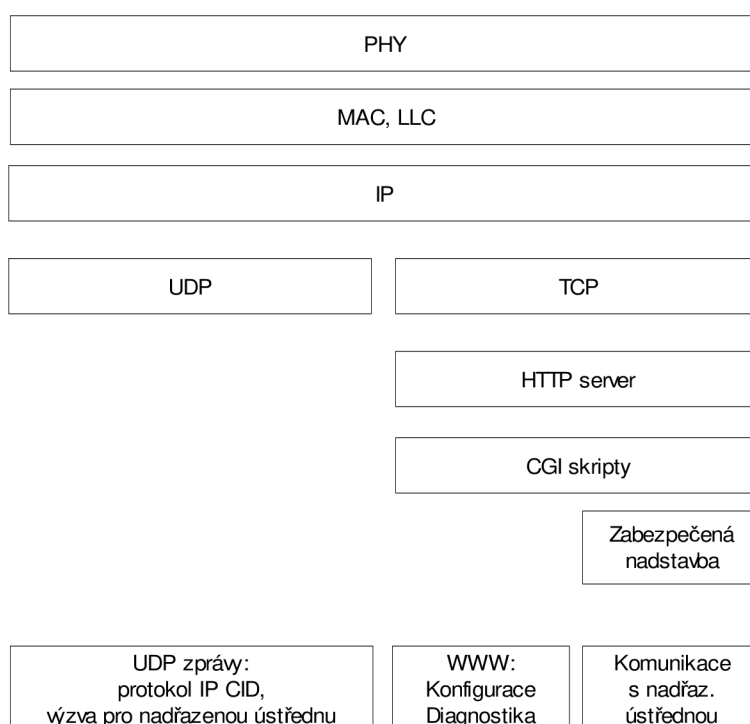 PHY
MAC, LLC
IP
UDP
TCP
HTTP server
CGI skripty
Zabezpečená
nadstavba
UDP zprávy:
protokol IP CID,
výzva pro nadřazenou ústřednu
WWW:
Konfigurace
Diagnostika
Komunikace
s nadřaz.
ústřednou